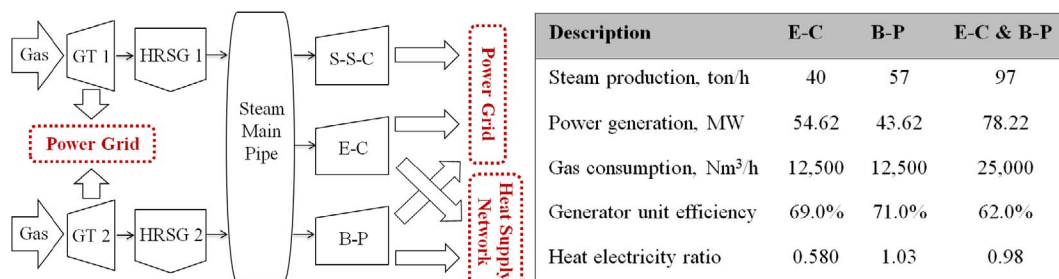 Gas
GT 1
HRSG 1
Power Grid
Gas
GT 2
HRSG 2
Steam
Main
Pipe
S-S-C
E-C
B-P
Power Grid
Heat Supply
Network
Description E-C B-P E-C & B-P
Steam production, ton/h 40 57 97
Power generation, MW 54.62 43.62 78.22
Gas consumption, Nm³/h 12,500 12,500 25,000
Generator unit efficiency 69.0% 71.0% 62.0%
Heat electricity ratio 0.580 1.03 0.98